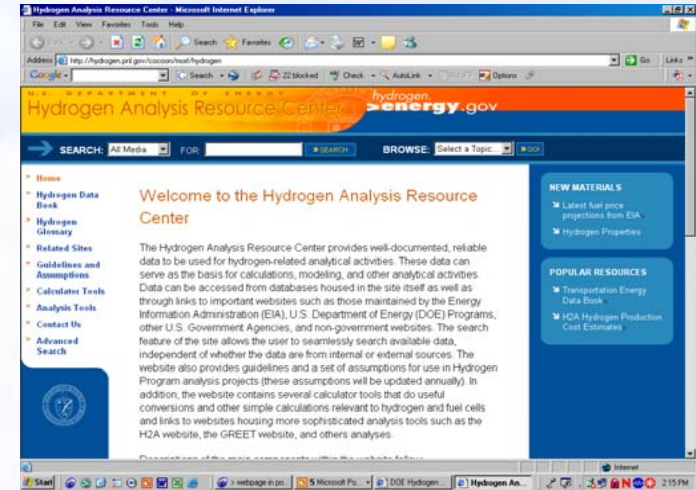 Hydrogen Analysis Resource Center - Microsoft Internet Explorer
File Edit View Favorites Tools Help
Search Favorites
Address http://hydrogen.pnl.gov/cocoon/morf/hydrogen Go Links »
Google Search 22 blocked Check AutoLink Options
U.S. DEPARTMENT OF ENERGY
Hydrogen Analysis Resource Center
hydrogen.
>energy.gov
SEARCH: All Media FOR: »SEARCH BROWSE: Select a Topic... »GO!
Home
Hydrogen Data
Book
Hydrogen
Glossary
Related Sites
Guidelines and
Assumptions
Calculator Tools
Analysis Tools
Contact Us
Advanced
Search
Welcome to the Hydrogen Analysis Resource
Center
The Hydrogen Analysis Resource Center provides well-documented, reliable
data to be used for hydrogen-related analytical activities. These data can
serve as the basis for calculations, modeling, and other analytical activities.
Data can be accessed from databases housed in the site itself as well as
through links to important websites such as those maintained by the Energy
Information Administration (EIA), U.S. Department of Energy (DOE) Programs,
other U.S. Government Agencies, and non-government websites. The search
feature of the site allows the user to seamlessly search available data,
independent of whether the data are from internal or external sources. The
website also provides guidelines and a set of assumptions for use in Hydrogen
Program analysis projects (these assumptions will be updated annually). In
addition, the website contains several calculator tools that do useful
conversions and other simple calculations relevant to hydrogen and fuel cells
and links to websites housing more sophisticated analysis tools such as the
H2A website, the GREET website, and others analyses.
Descriptions of the main components within the website follow.
NEW MATERIALS
Latest fuel price
projections from EIA
Hydrogen Properties
POPULAR RESOURCES
Transportation Energy
Data Book
H2A Hydrogen Production
Cost Estimates
Internet
Start > webpage in po... 5 Microsoft Po... DOE Hydrogen... Hydrogen An... 2:15 PM